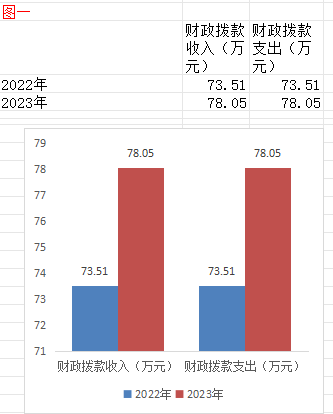 图一
财政拨款 财政拨款
收入（万 支出（万
元） 元）
2022年 73.51 73.51
2023年 78.05 78.05
79
78
77
76
75
74
73
72
71
78.05 78.05
73.51 73.51
财政拨款收入（万元） 财政拨款支出（万元）
2022年 2023年